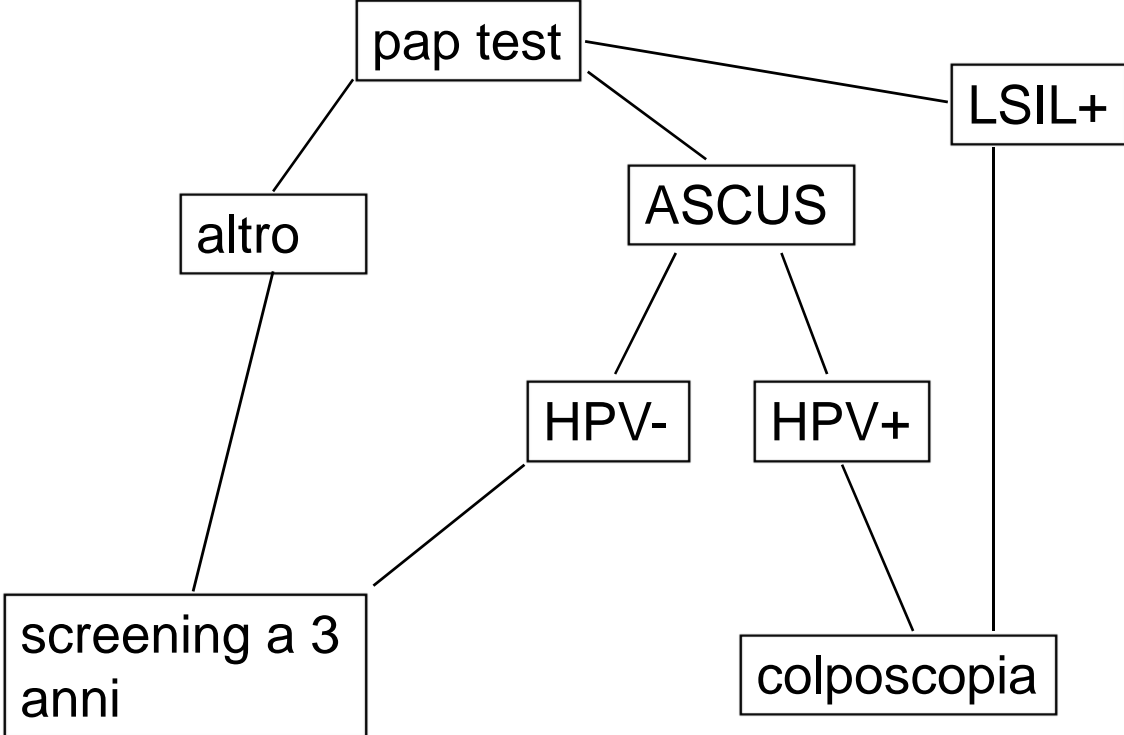 pap test
LSIL+
altro
ASCUS
HPV-
HPV+
screening a 3
anni
colposcopia